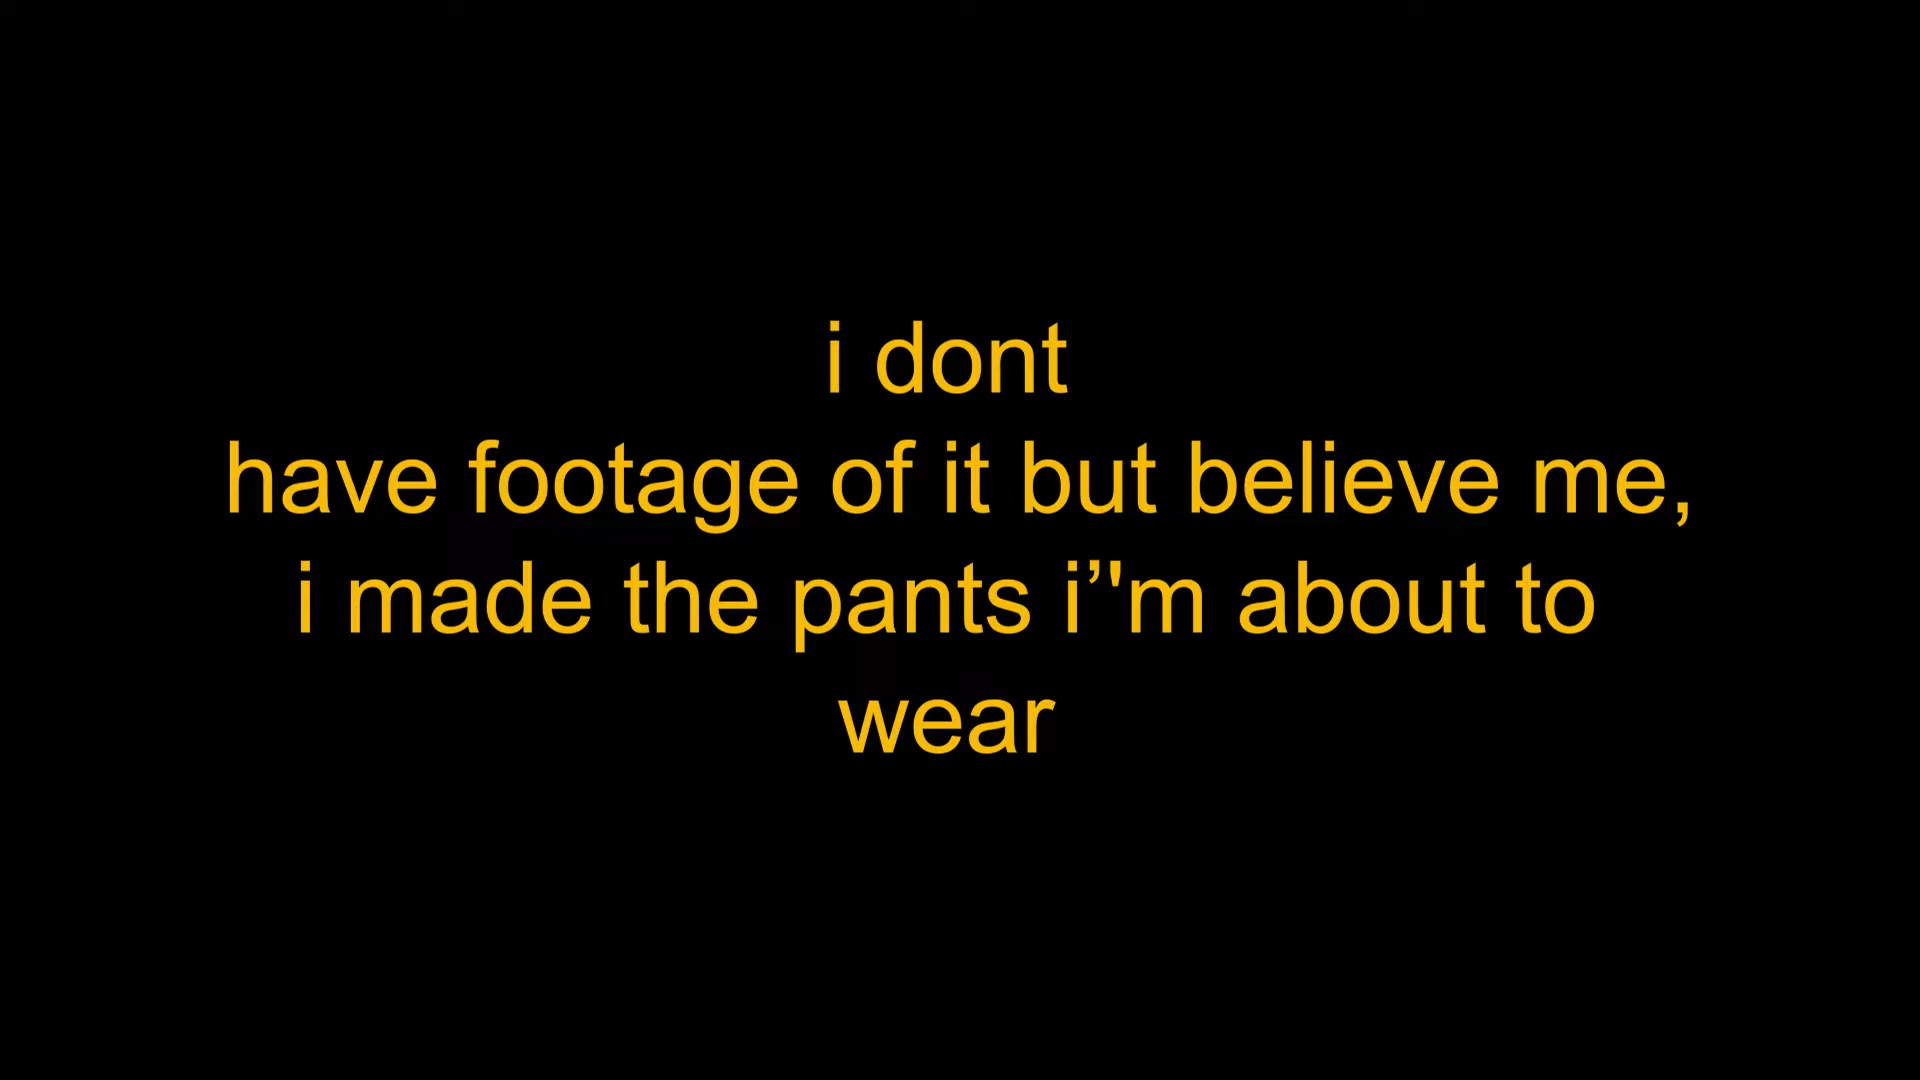 i dont
have footage of it but believe me,
i made the pants i’'m about to
wear